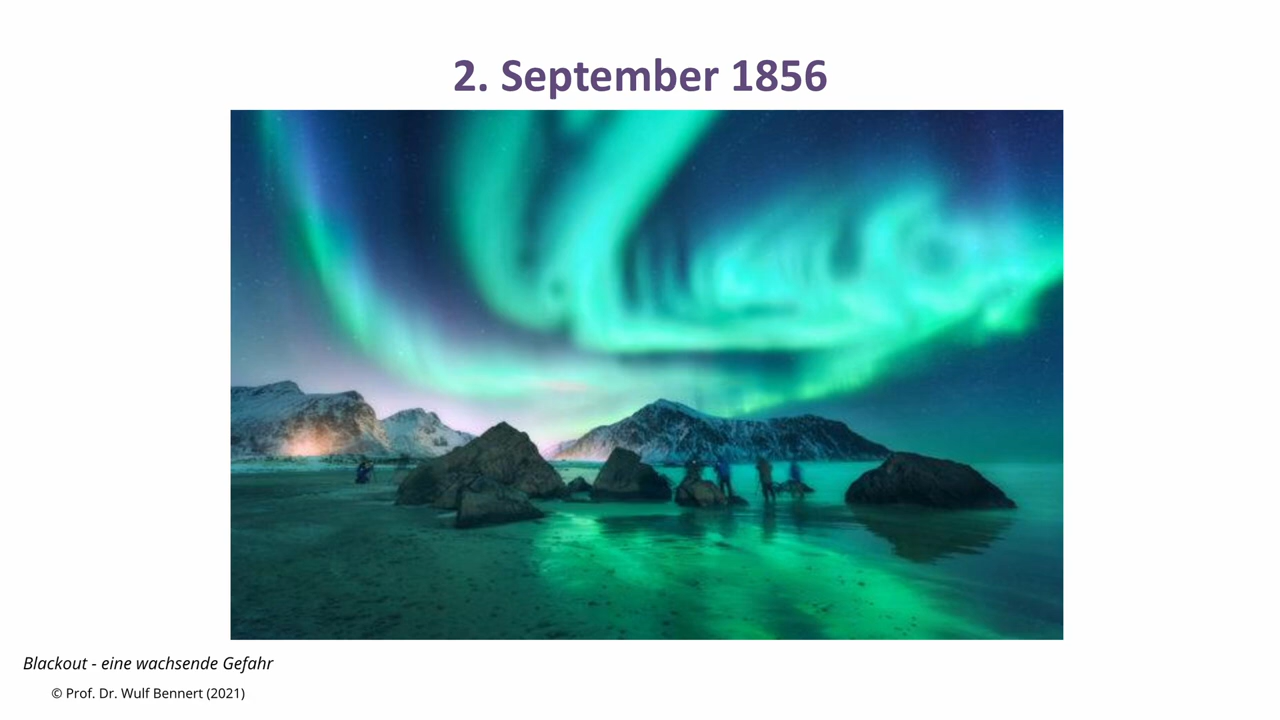 2. September 1856
Blackout - eine wachsende Gefahr
© Prof. Dr. Wulf Bennert (2021)